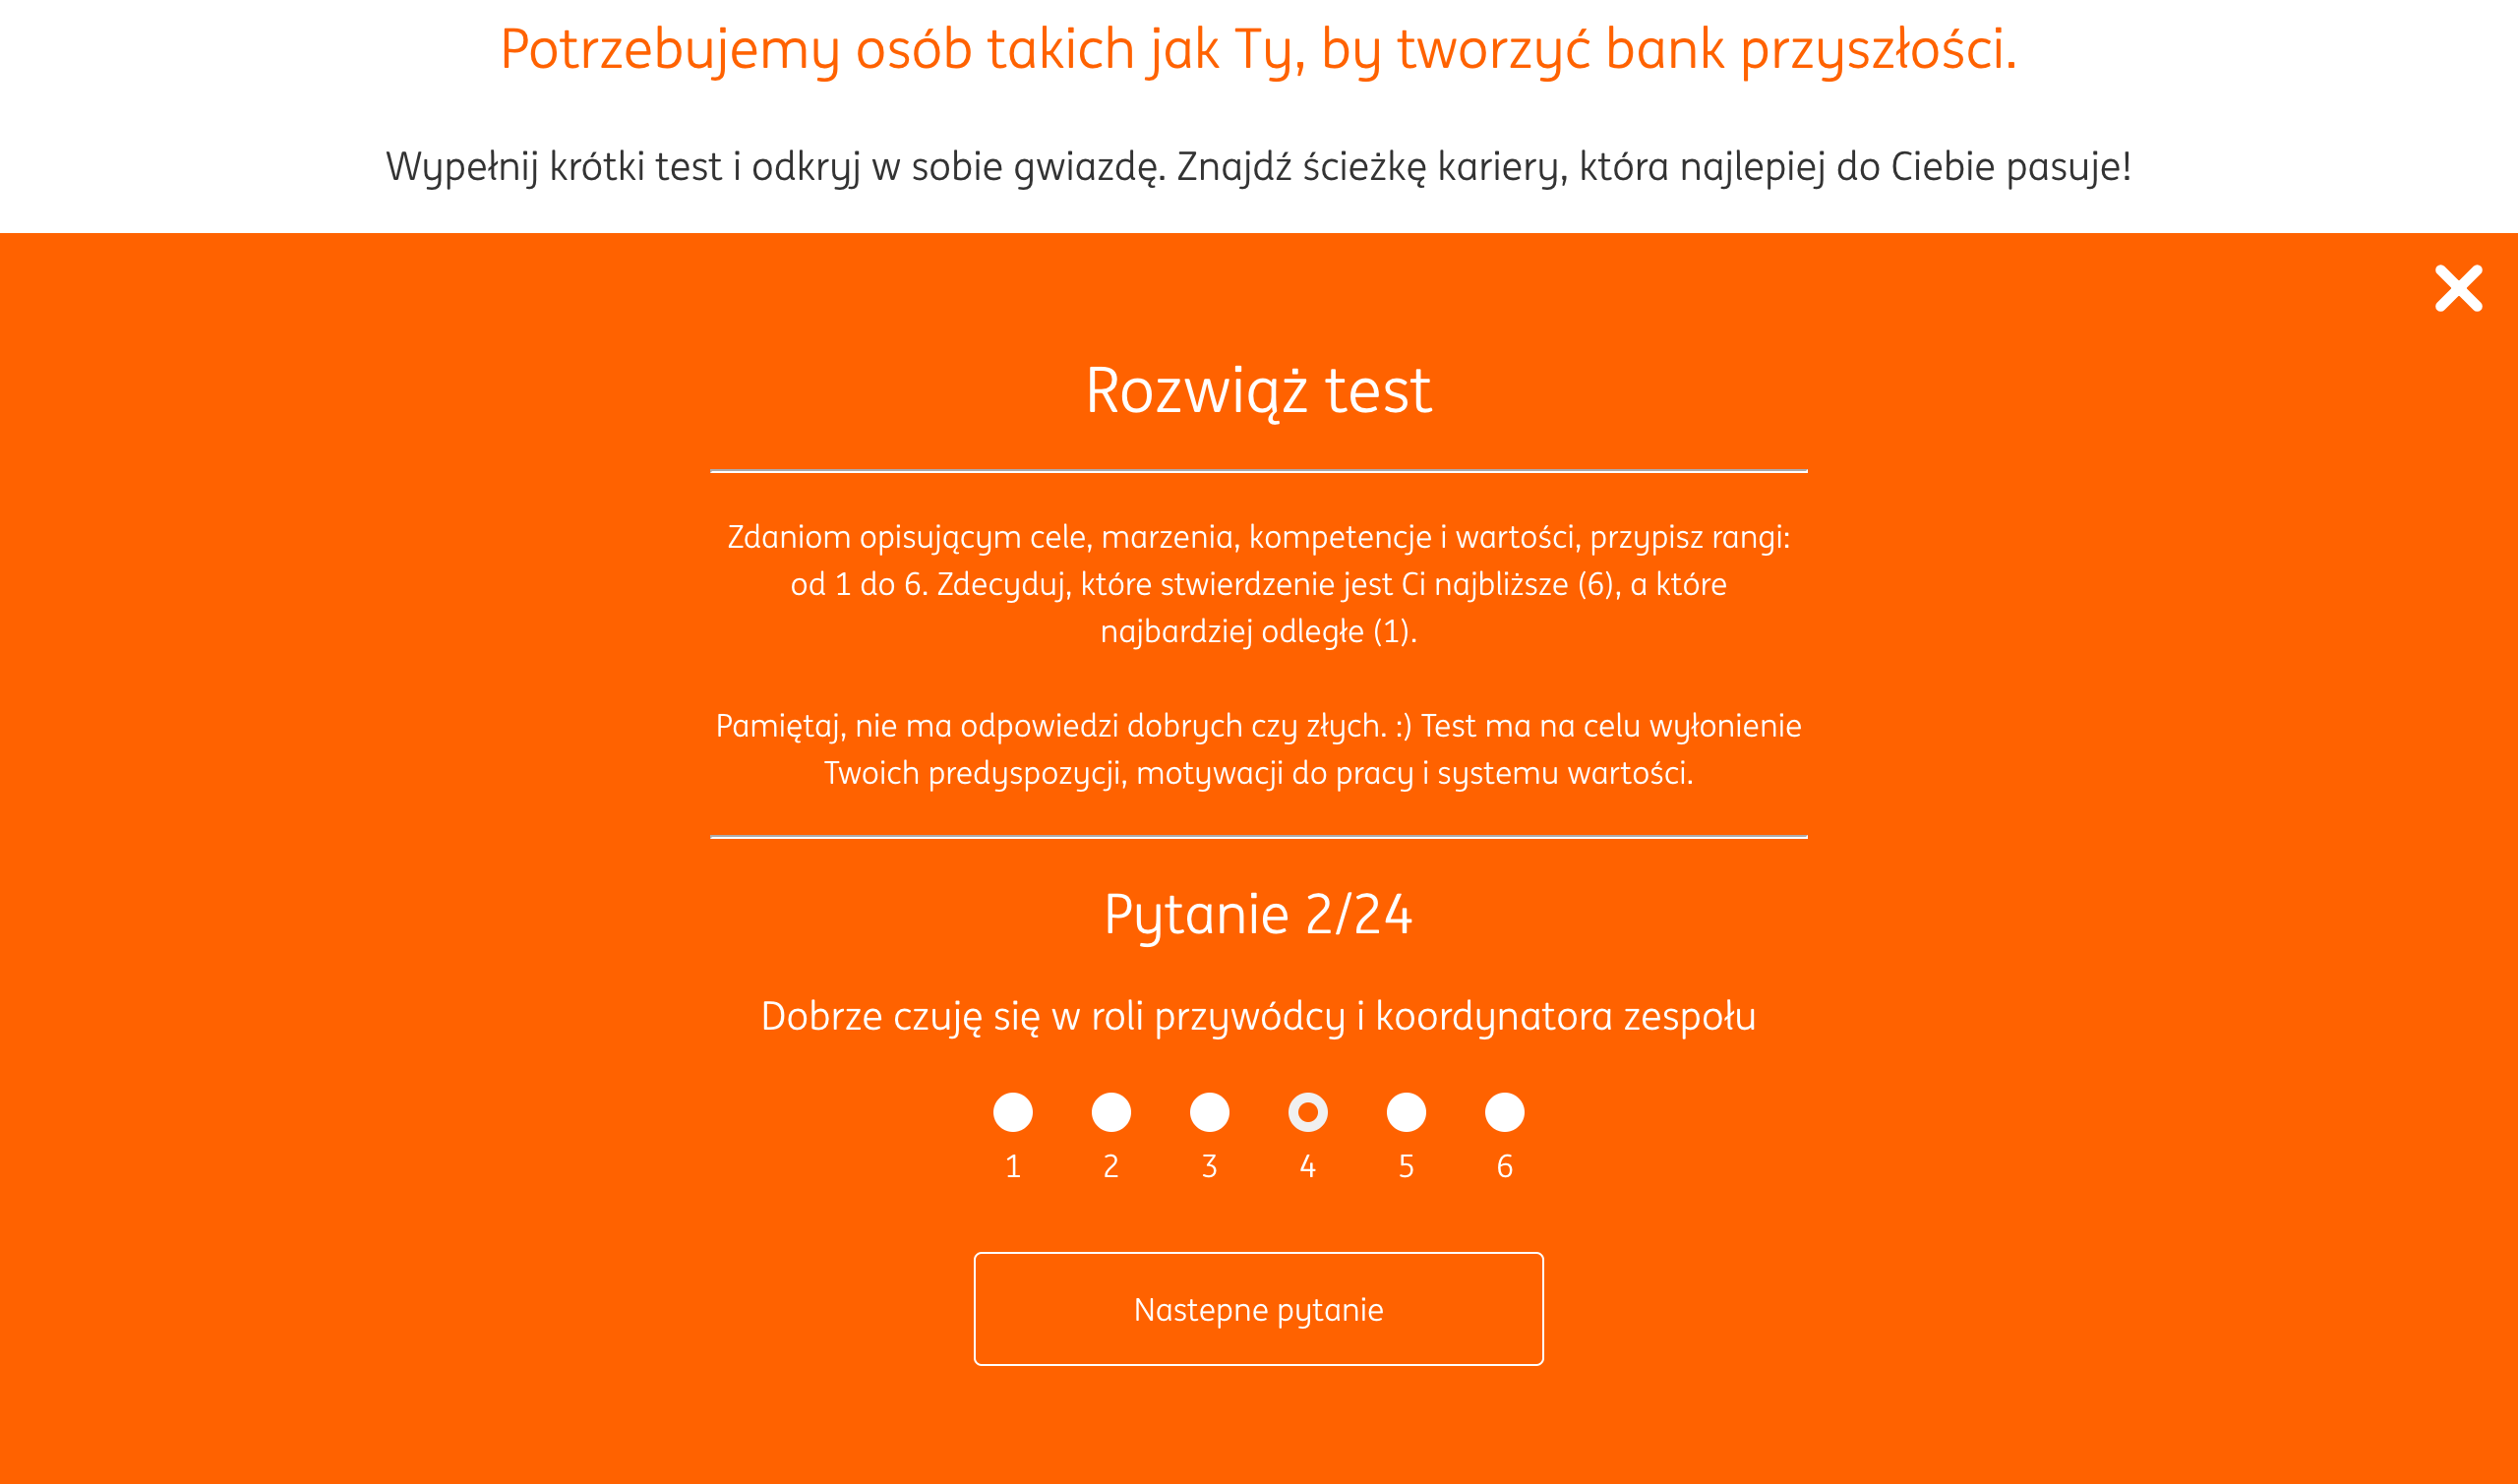 Potrzebujemy osób takich jak Ty, by tworzyć bank przyszłości.
Wypełnij krótki test i odkryj w sobie gwiazdę. Znajdź ścieżkę kariery, która najlepiej do Ciebie pasuje!
Rozwiąż test
Zdaniom opisującym cele, marzenia, kompetencje i wartości, przypisz rangi:
od 1 do 6. Zdecyduj, które stwierdzenie jest Ci najbliższe (6), a które
najbardziej odległe (1).
Pamiętaj, nie ma odpowiedzi dobrych czy złych. :) Test ma na celu wyłonienie
Twoich predyspozycji, motywacji do pracy i systemu wartości.
Pytanie 2/24
Dobrze czuję się w roli przywódcy i koordynatora zespołu
1 2 3 4 5 6
Nastepne pytanie